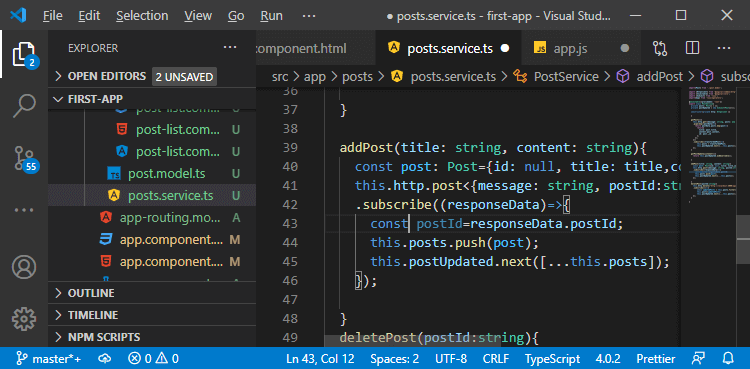 File Edit Selection View Go Run ··· posts.service.ts - first-app - Visual Stud...
EXPLORER ···
OPEN EDITORS 2 UNSAVED
FIRST-APP
post-list.com... U
post-list.com... U
post-list.com... U
post.model.ts U
posts.service.ts U
app-routing.mo... A
app.component.... M
app.component.... M
OUTLINE
TIMELINE
NPM SCRIPTS
2
55
component.html posts.service.ts app.js
src > app > posts > posts.service.ts > PostService > addPost > subs
36
37 }
38
39 addPost(title: string, content: string){
40 const post: Post={id: null, title: title,co
41 this.http.post<{message: string, postId:str
42 .subscribe((responseData)=>{
43 const postId=responseData.postId;
44 this.posts.push(post);
45 this.postUpdated.next([...this.posts]);
46 });
47
48 }
49 deletePost(postId:string){
master*+ 0 0 Ln 43, Col 12 Spaces: 2 UTF-8 CRLF TypeScript 4.0.2 Prettier